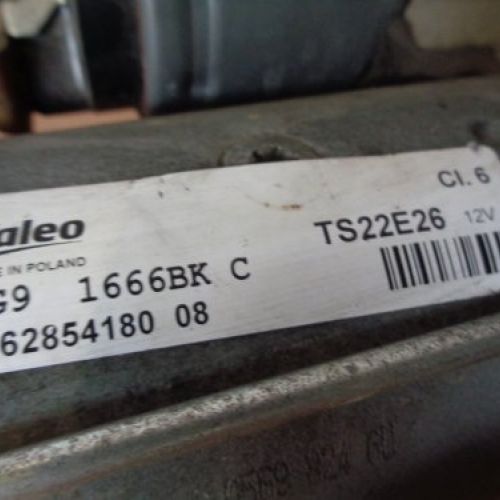 Cl. 6
aleo
TS22E26 12V
IN POLAND
G9 1666BK C
62854180 08